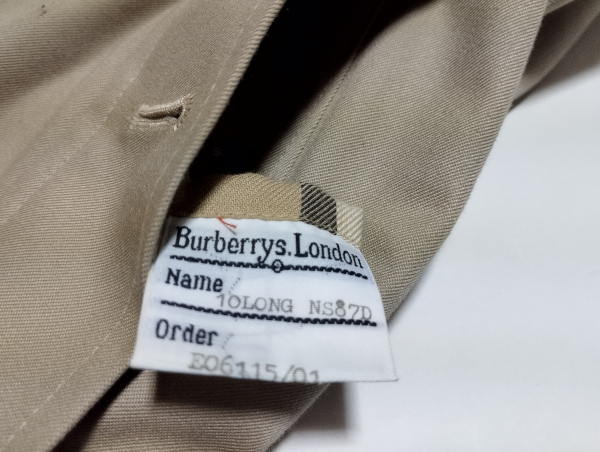 Burberrys.London
Name
10LONG NS87D
Order
E06115/01